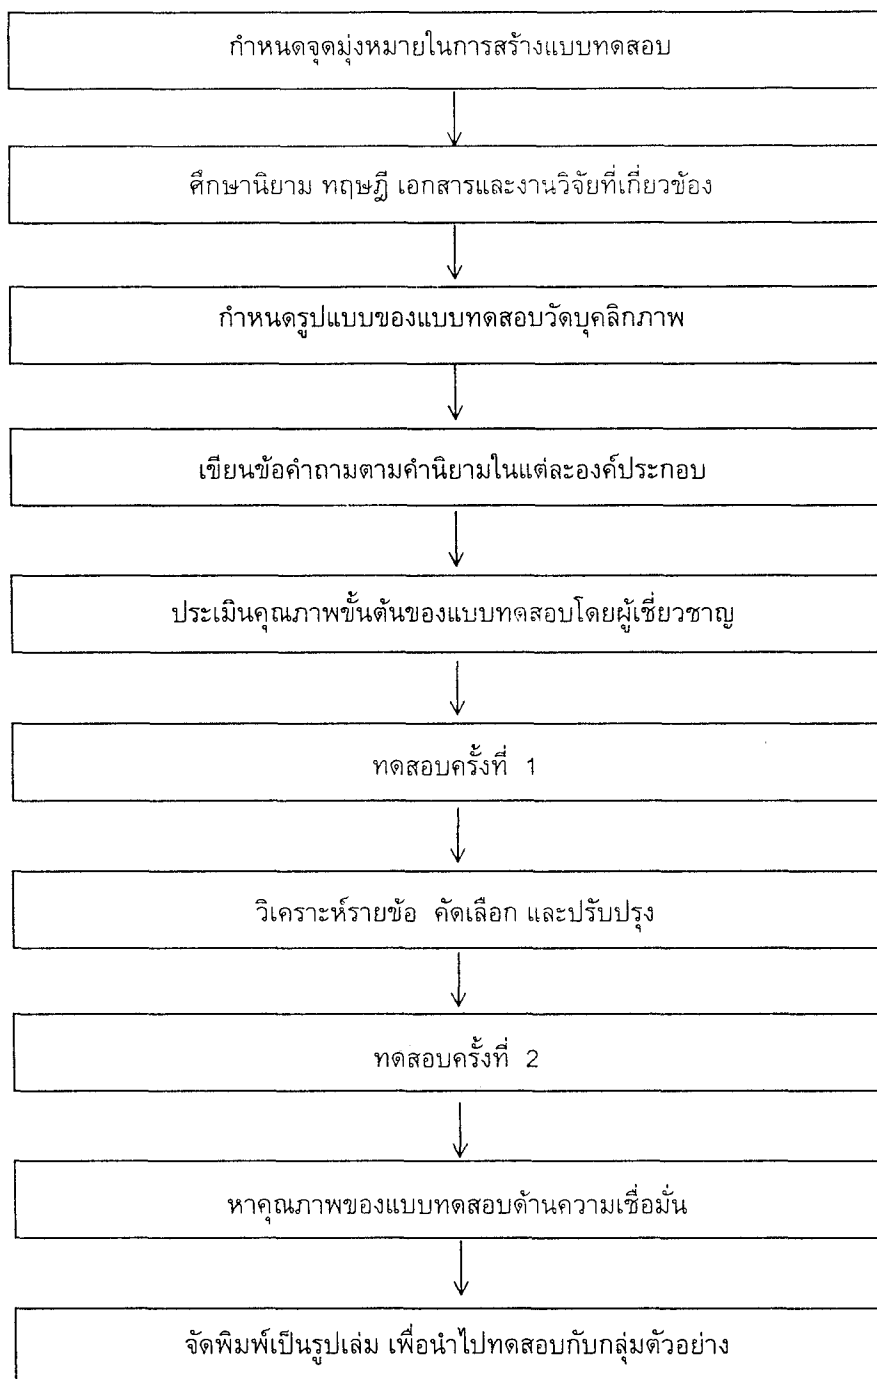 กำหนดจุดมุ่งหมายในการสร้างแบบทดสอบ
ศึกษานิยาม ทฤษฎี เอกสารและงานวิจัยที่เกี่ยวข้อง
กำหนดรูปแบบของแบบทดสอบวัดบุคลิกภาพ
เขียนข้อคำถามตามคำนิยามในแต่ละองค์ประกอบ
ประเมินคุณภาพขั้นต้นของแบบทดสอบโดยผู้เชี่ยวชาญ
ทดสอบครั้งที่ 1
วิเคราะห์รายข้อ คัดเลือก และปรับปรุง
ทดสอบครั้งที่ 2
หาคุณภาพของแบบทดสอบด้านความเชื่อมั่น
จัดพิมพ์เป็นรูปเล่ม เพื่อนำไปทดสอบกับกลุ่มตัวอย่าง